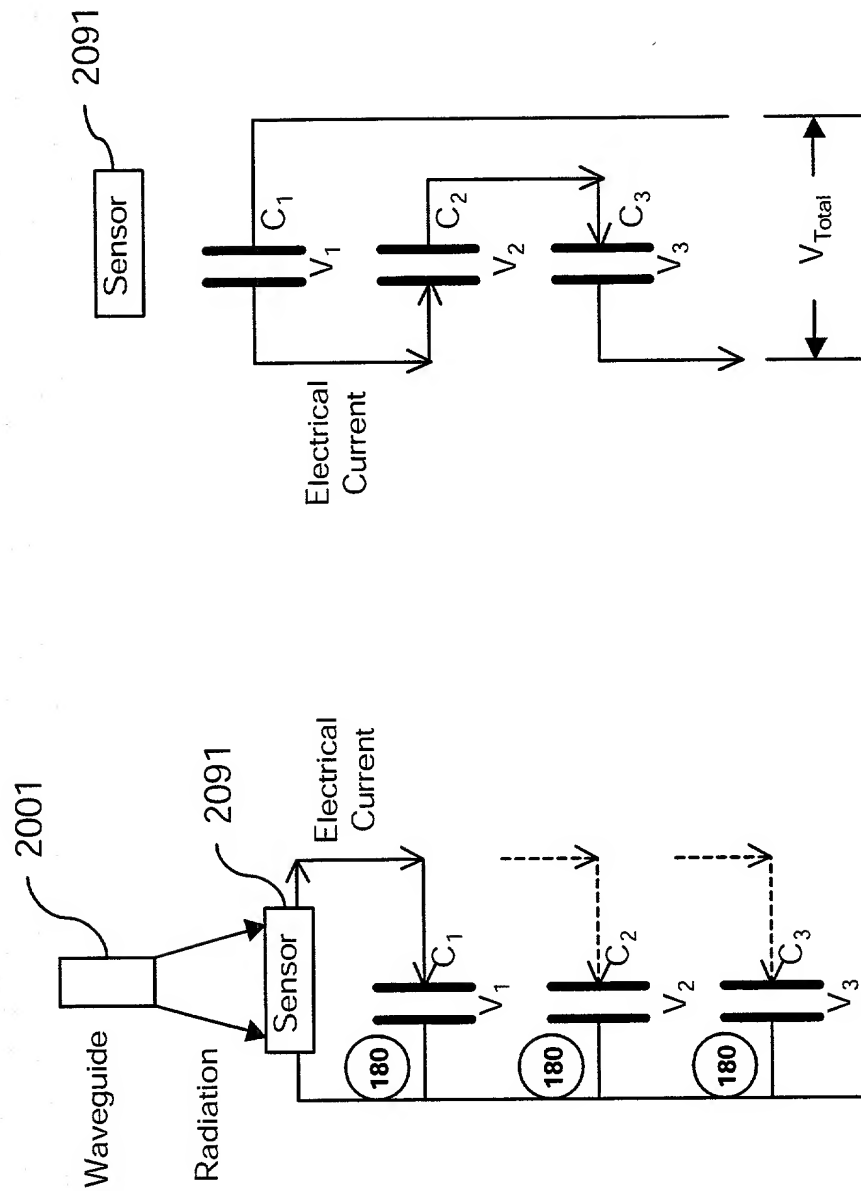 Waveguide
2001
Radiation
Sensor
2091
Electrical
Current
180
C1
V1
180
C2
V2
180
C3
V3
Sensor
2091
C1
V1
Electrical
Current
C2
V2
C3
V3
VTotal